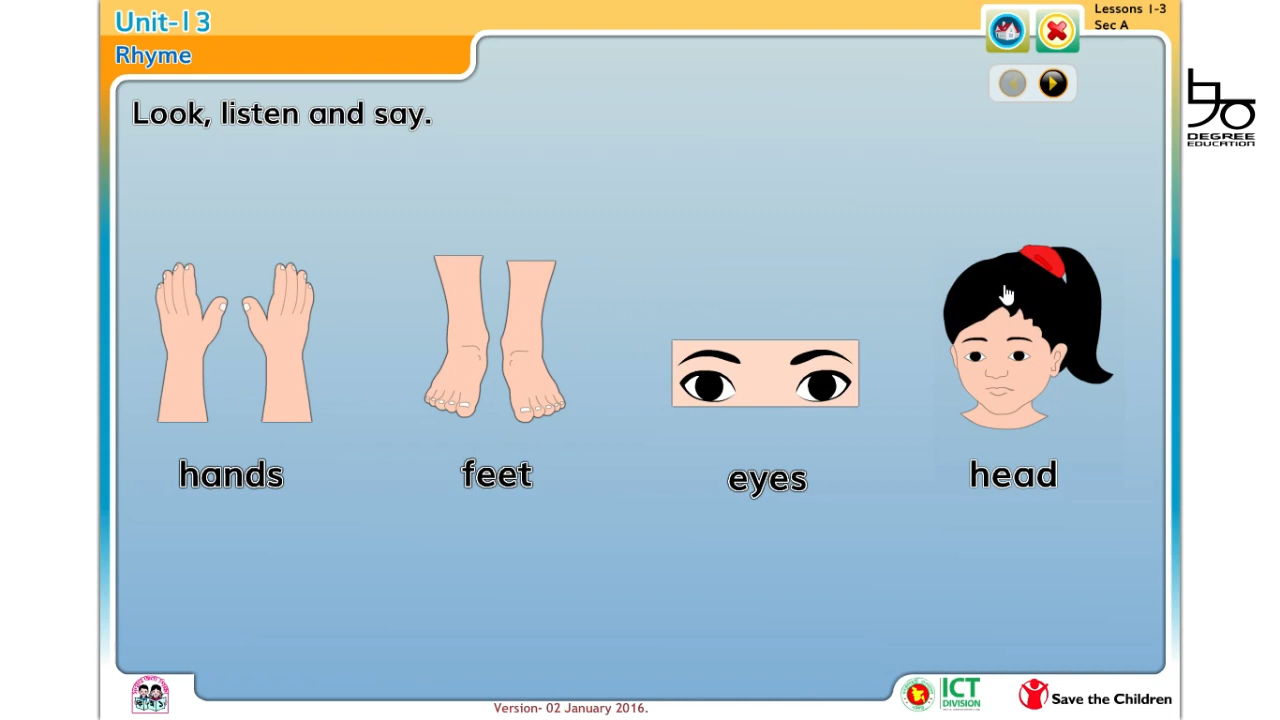 Unit-13
Lessons 1-3
Sec A
Rhyme
Look, listen and say.
DEGREE
EDUCATION
hands
feet
eyes
head
ICT
DIVISION
Save the Children
Version- 02 January 2016.